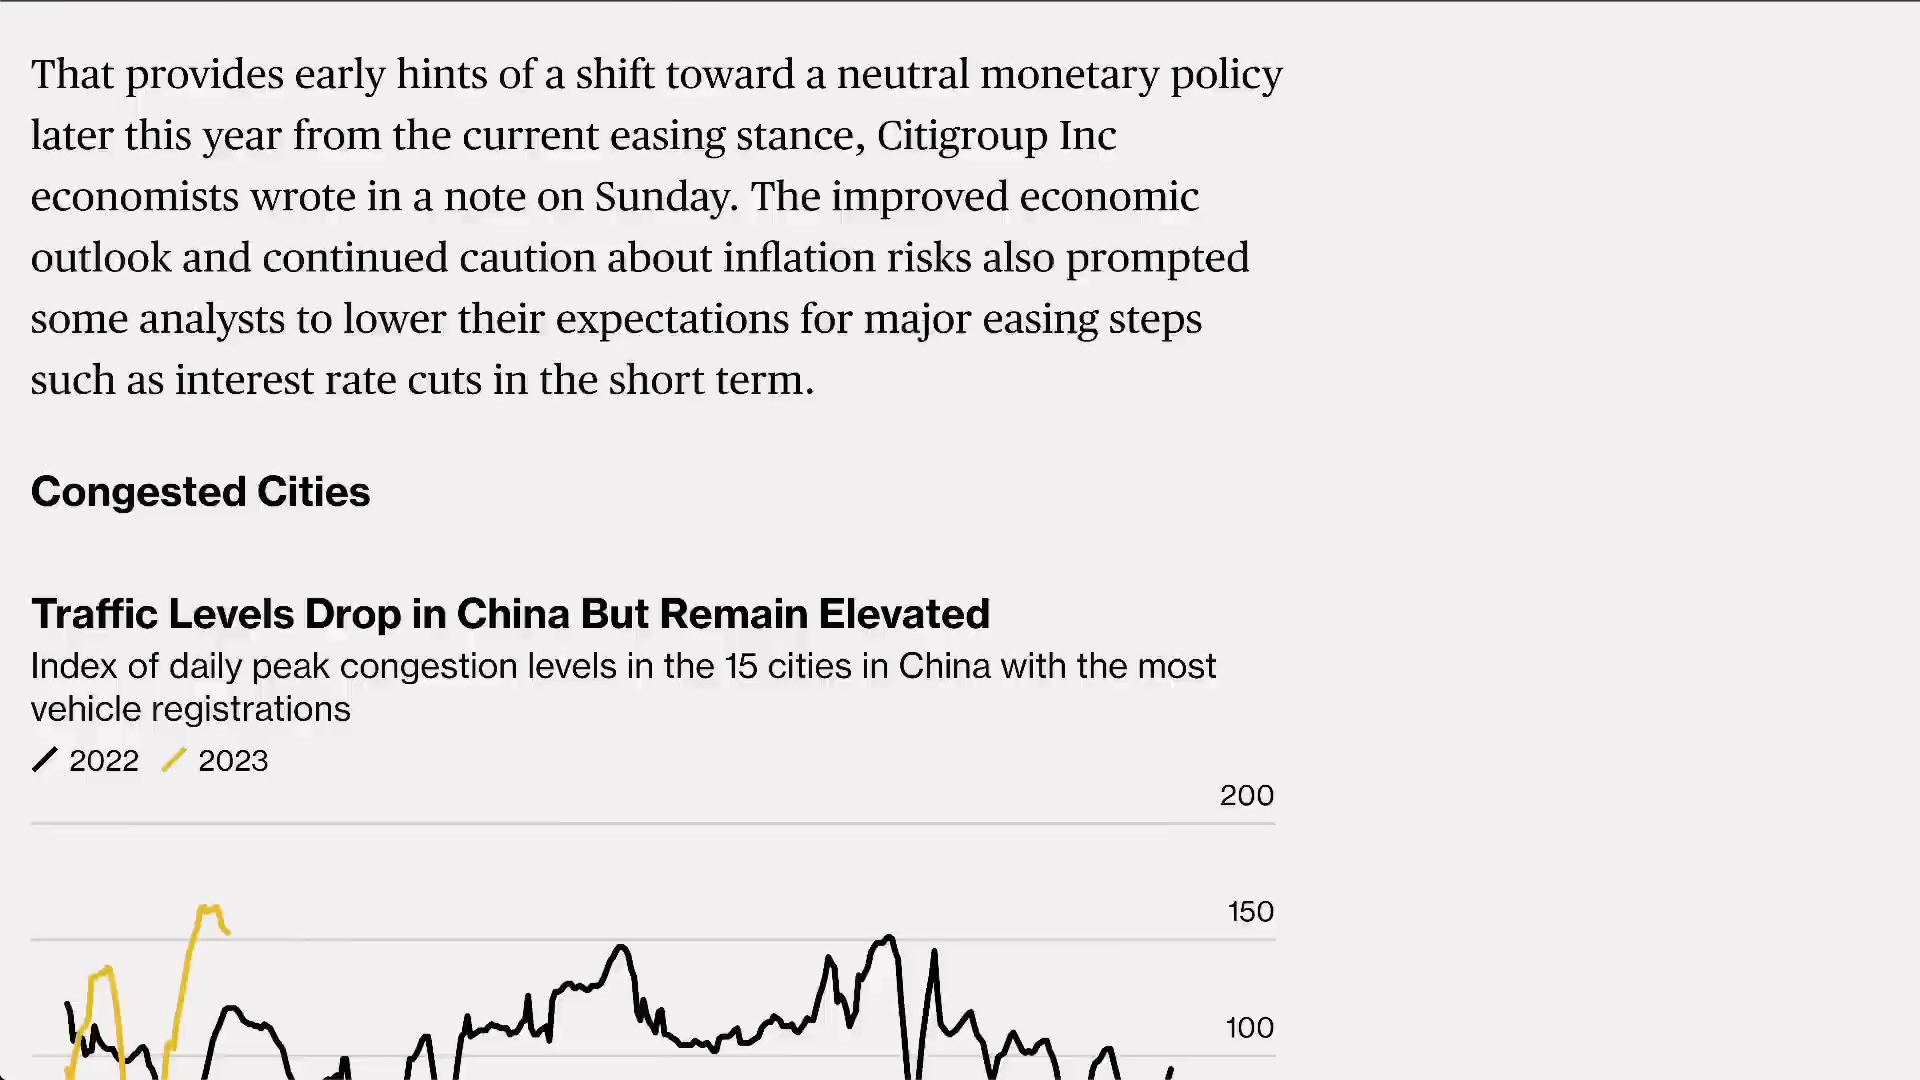 That provides early hints of a shift toward a neutral monetary policy
later this year from the current easing stance, Citigroup Inc
economists wrote in a note on Sunday. The improved economic
outlook and continued caution about inflation risks also prompted
some analysts to lower their expectations for major easing steps
such as interest rate cuts in the short term.
Congested Cities
Traffic Levels Drop in China But Remain Elevated
Index of daily peak congestion levels in the 15 cities in China with the most
vehicle registrations
2022 2023
200
150
100